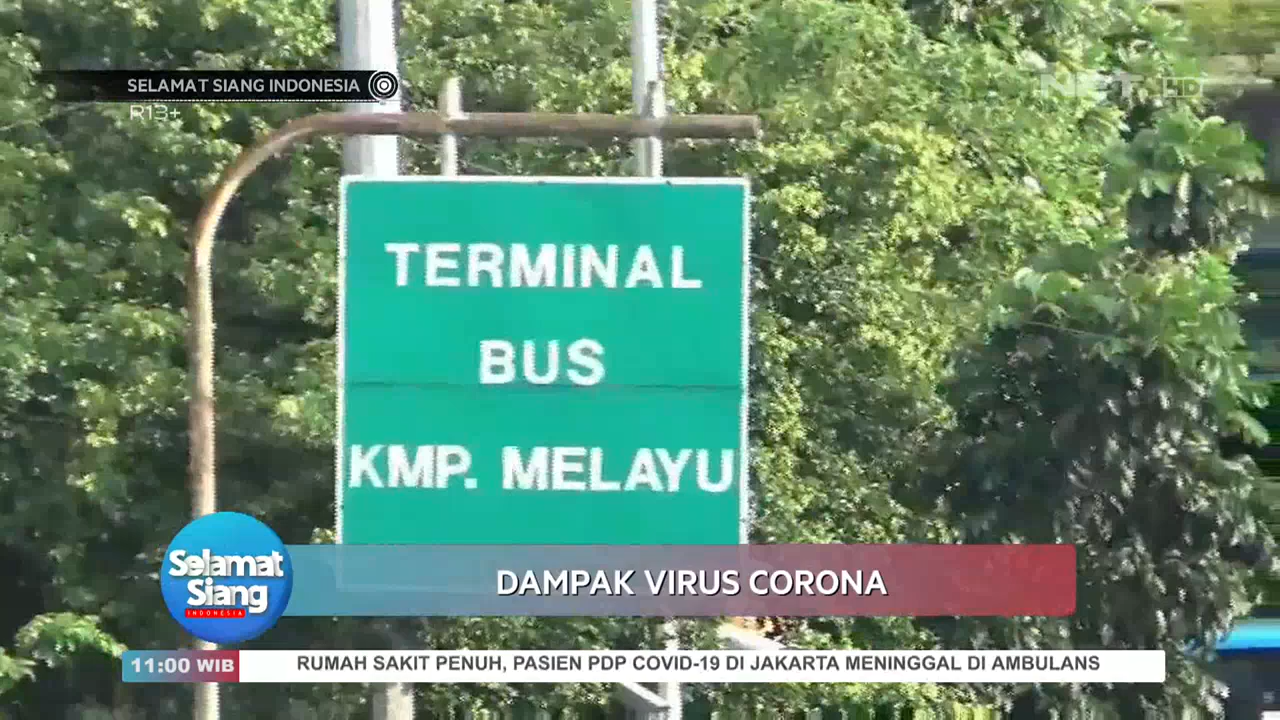 SELAMAT SIANG INDONESIA
R13+
NET. HD
TERMINAL
BUS
KMP. MELAYU
Selamat
Siang
INDONESIA
DAMPAK VIRUS CORONA
11:00 WIB
RUMAH SAKIT PENUH, PASIEN PDP COVID-19 DI JAKARTA MENINGGAL DI AMBULANS